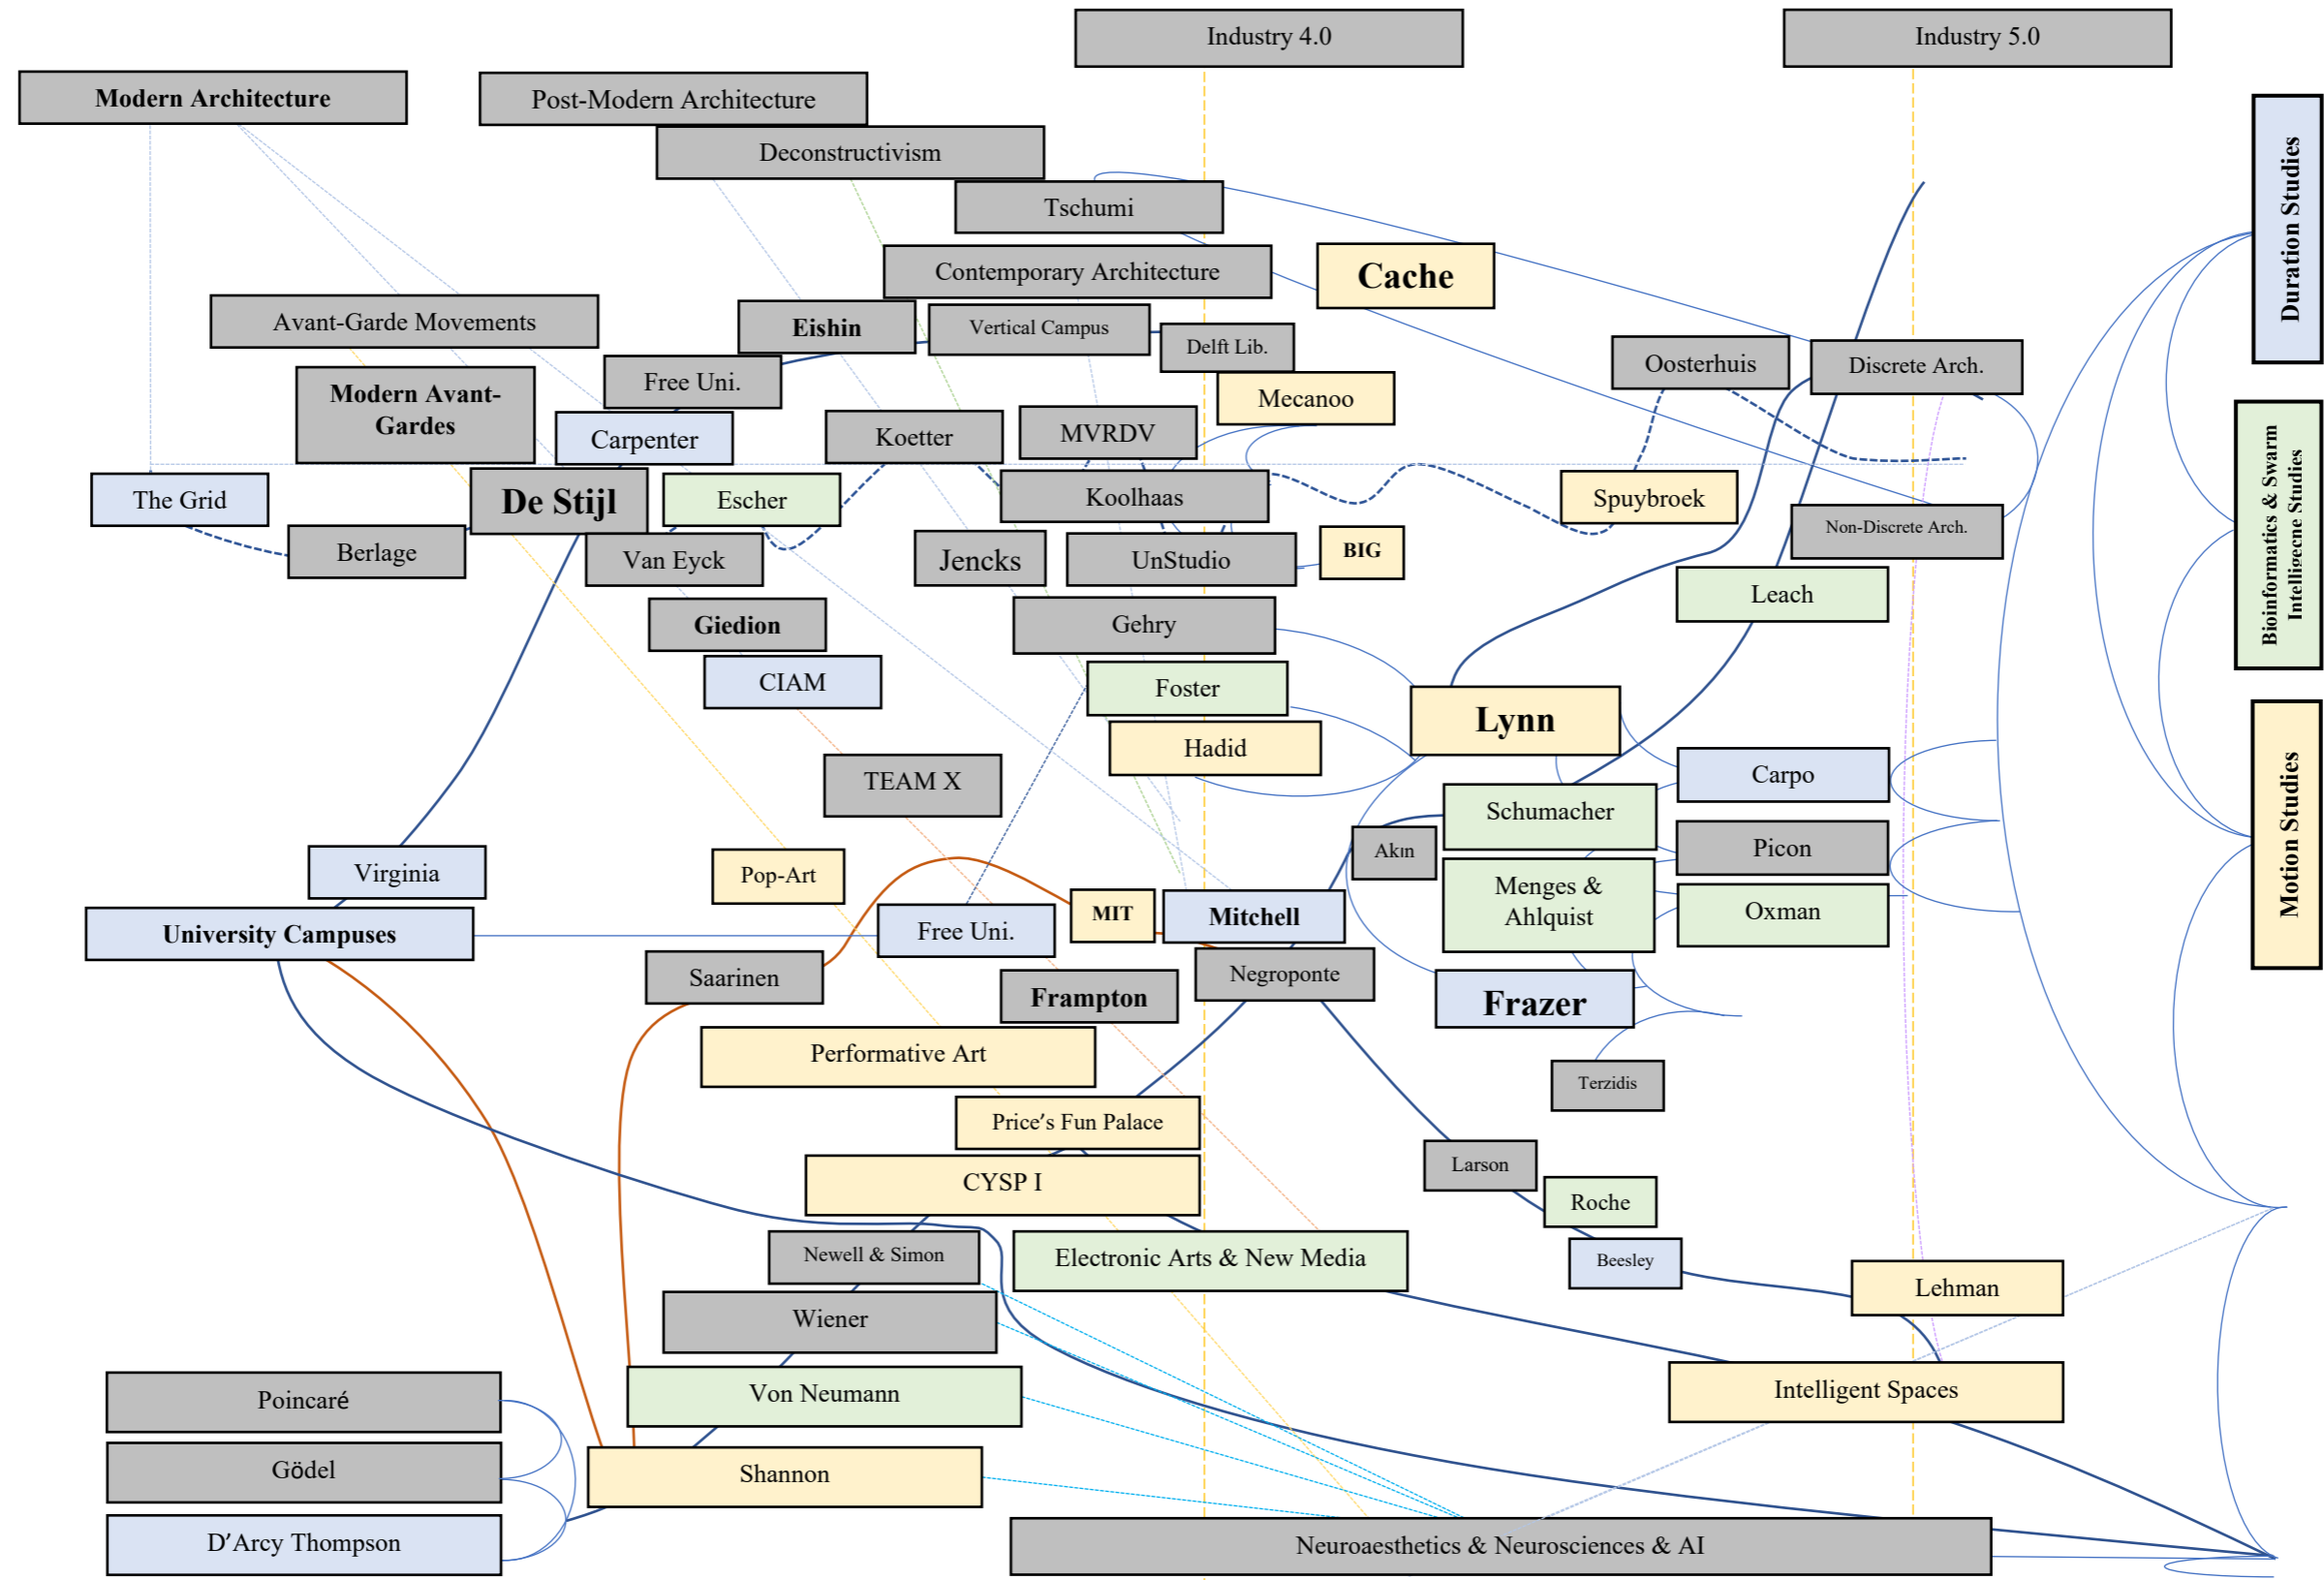 Industry 4.0
Industry 5.0
Modern Architecture
Post-Modern Architecture
Deconstructivism
Tschumi
Contemporary Architecture
Cache
Avant-Garde Movements
Eishin
Vertical Campus
Delft Lib.
Free Uni.
Oosterhuis
Discrete Arch.
Modern Avant-
Gardes
Mecanoo
Carpenter
Koetter
MVRDV
The Grid
De Stijl
Escher
Koolhaas
Spuybroek
Non-Discrete Arch.
Berlage
Van Eyck
Jencks
UnStudio
BIG
Leach
Giedion
Gehry
CIAM
Foster
Lynn
Hadid
TEAM X
Carpo
Schumacher
Akın
Picon
Virginia
Pop-Art
Menges &
Ahlquist
Oxman
MIT
Mitchell
University Campuses
Free Uni.
Saarinen
Negroponte
Frampton
Frazer
Performative Art
Terzidis
Price's Fun Palace
Larson
CYSP I
Roche
Newell & Simon
Electronic Arts & New Media
Beesley
Lehman
Wiener
Poincaré
Von Neumann
Intelligent Spaces
Gödel
Shannon
D'Arcy Thompson
Neuroaesthetics & Neurosciences & AI
Duration Studies
Bioinformatics & Swarm
Intelligecne Studies
Motion Studies